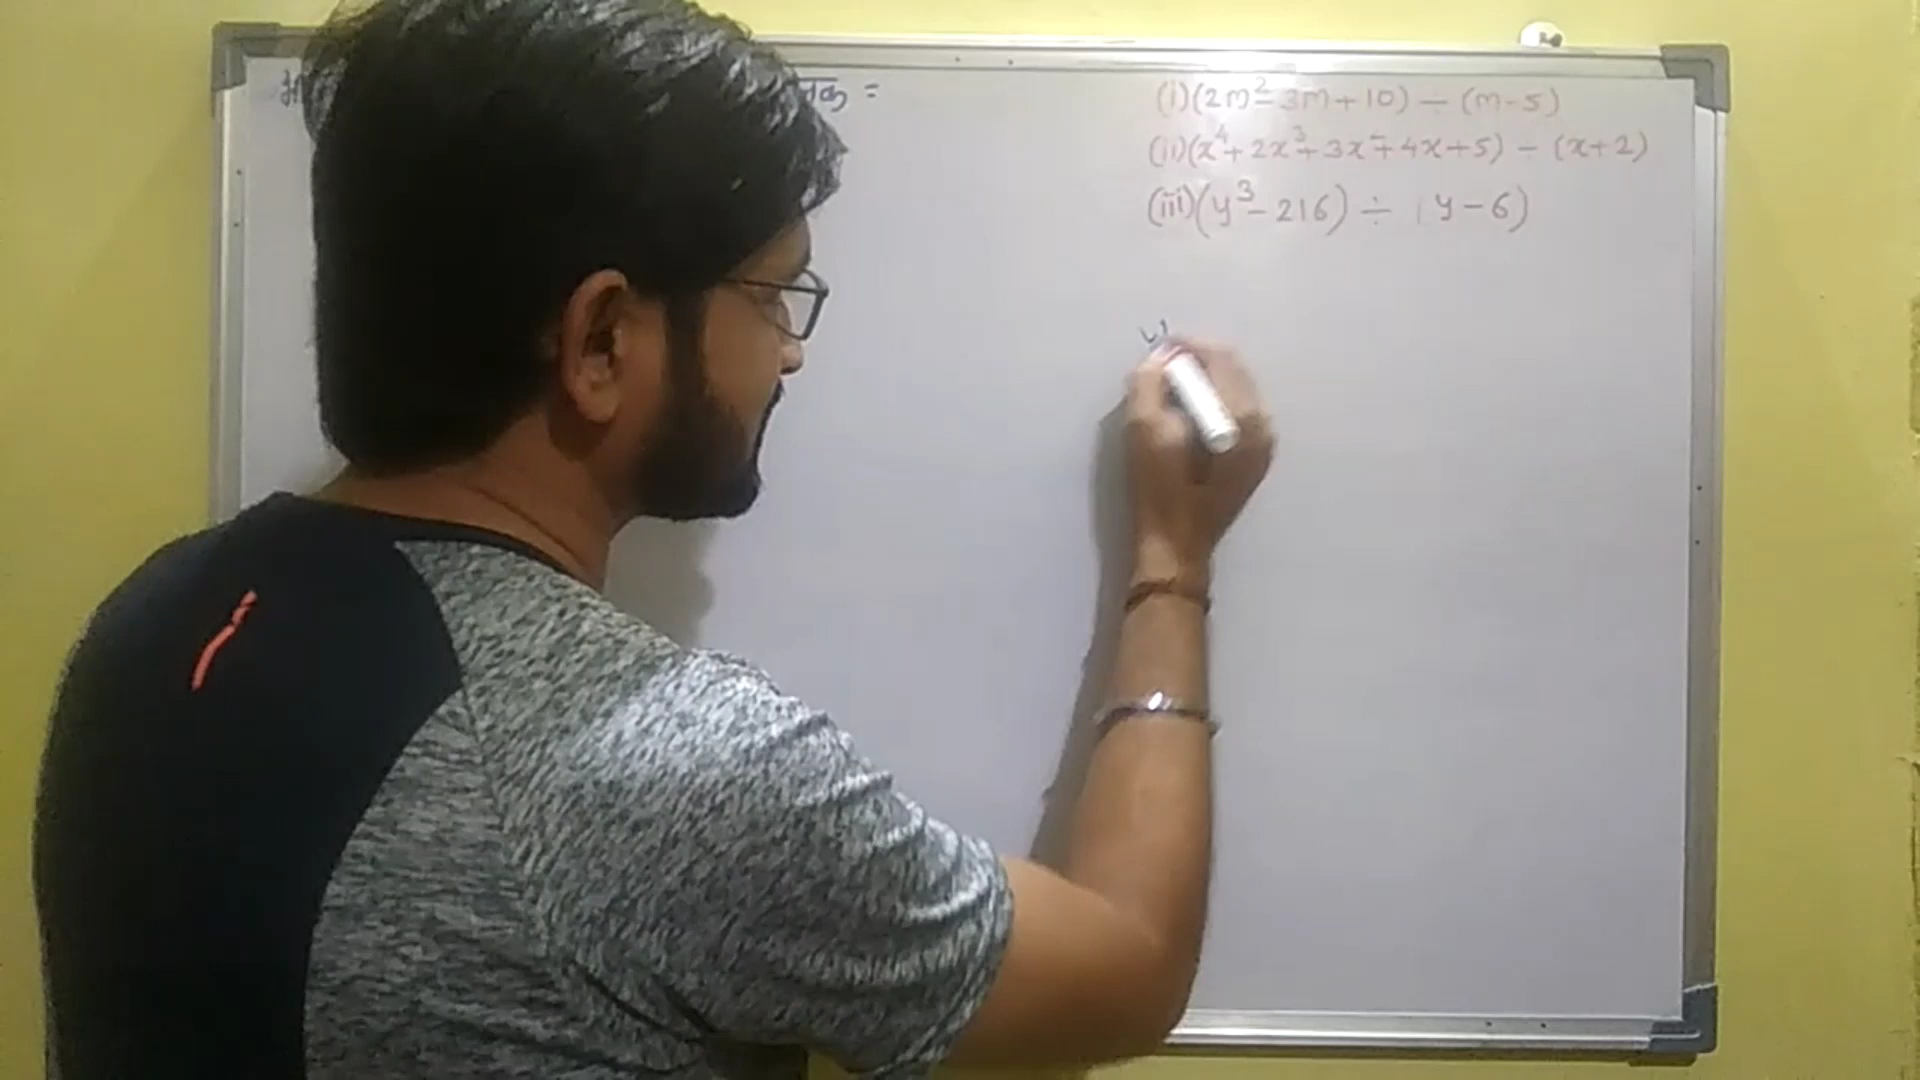 =
(i)(2m²-3m+10) ÷ (m-5)
(ii)(x⁴+2x³+3x²+4x+5) ÷ (x+2)
(iii)(y³-216) ÷ (y-6)
y